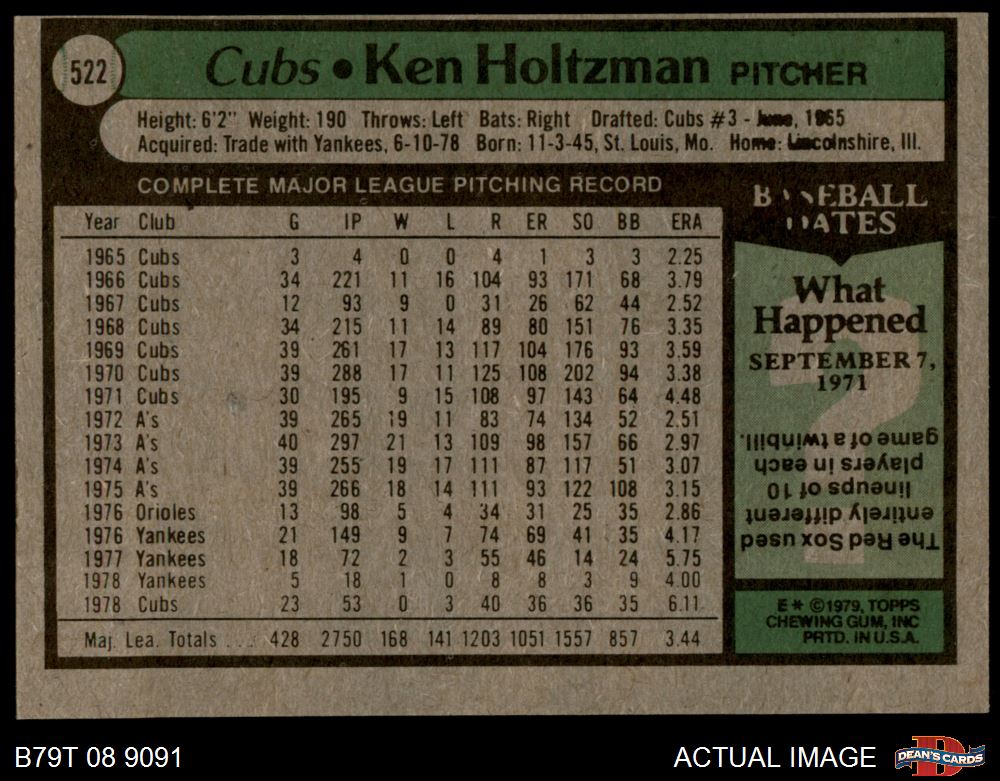 522
Cubs • Ken Holtzman PITCHER
Height: 6'2" Weight: 190 Throws: Left Bats: Right Drafted: Cubs #3 - June, 1965
Acquired: Trade with Yankees, 6-10-78 Born: 11-3-45, St. Louis, Mo. Home: Lincolnshire, Ill.
COMPLETE MAJOR LEAGUE PITCHING RECORD
Year Club G IP W L R ER SO BB ERA
1965 Cubs 3 4 0 0 4 1 3 3 2.25
1966 Cubs 34 221 11 16 104 93 171 68 3.79
1967 Cubs 12 93 9 0 31 26 62 44 2.52
1968 Cubs 34 215 11 14 89 80 151 76 3.35
1969 Cubs 39 261 17 13 117 104 176 93 3.59
1970 Cubs 39 288 17 11 125 108 202 94 3.38
1971 Cubs 30 195 9 15 108 97 143 64 4.48
1972 A's 39 265 19 11 83 74 134 52 2.51
1973 A's 40 297 21 13 109 98 157 66 2.97
1974 A's 39 255 19 17 111 87 117 51 3.07
1975 A's 39 266 18 14 111 93 122 108 3.15
1976 Orioles 13 98 5 4 34 31 25 35 2.86
1976 Yankees 21 149 9 7 74 69 41 35 4.17
1977 Yankees 18 72 2 3 55 46 14 24 5.75
1978 Yankees 5 18 1 0 8 8 3 9 4.00
1978 Cubs 23 53 0 3 40 36 36 35 6.11
Maj. Lea. Totals . . . 428 2750 168 141 1203 1051 1557 857 3.44
BASEBALL
DATES
What
Happened
SEPTEMBER 7,
1971
?
The Red Sox used
entirely different
lineups of 10
players in each
game of a twinbill.
E * ©1979, TOPPS
CHEWING GUM, INC
PRTD. IN U.S.A.
B79T 08 9091
ACTUAL IMAGE
D
DEAN'S CARDS